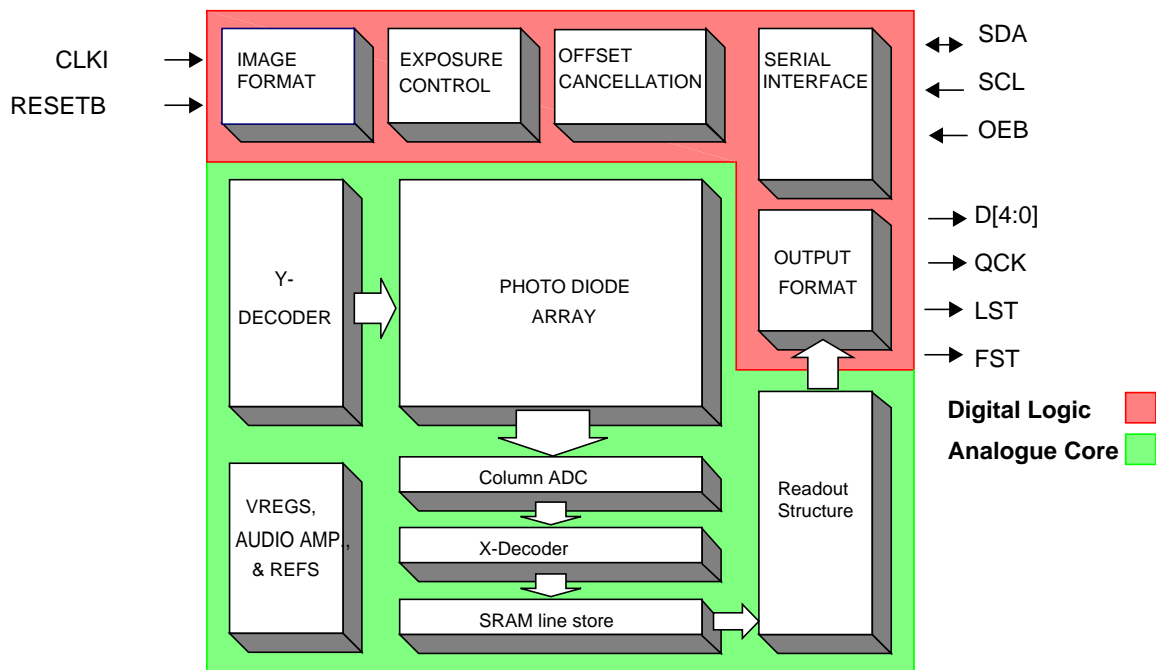 CLKI
RESETB
IMAGE
FORMAT
EXPOSURE
CONTROL
OFFSET
CANCELLATION
SERIAL
INTERFACE
SDA
SCL
OEB
Y-
DECODER
PHOTO DIODE
ARRAY
OUTPUT
FORMAT
D[4:0]
QCK
LST
FST
Digital Logic
Analogue Core
VREGS,
AUDIO AMP.,
& REFS
Column ADC
X-Decoder
SRAM line store
Readout
Structure